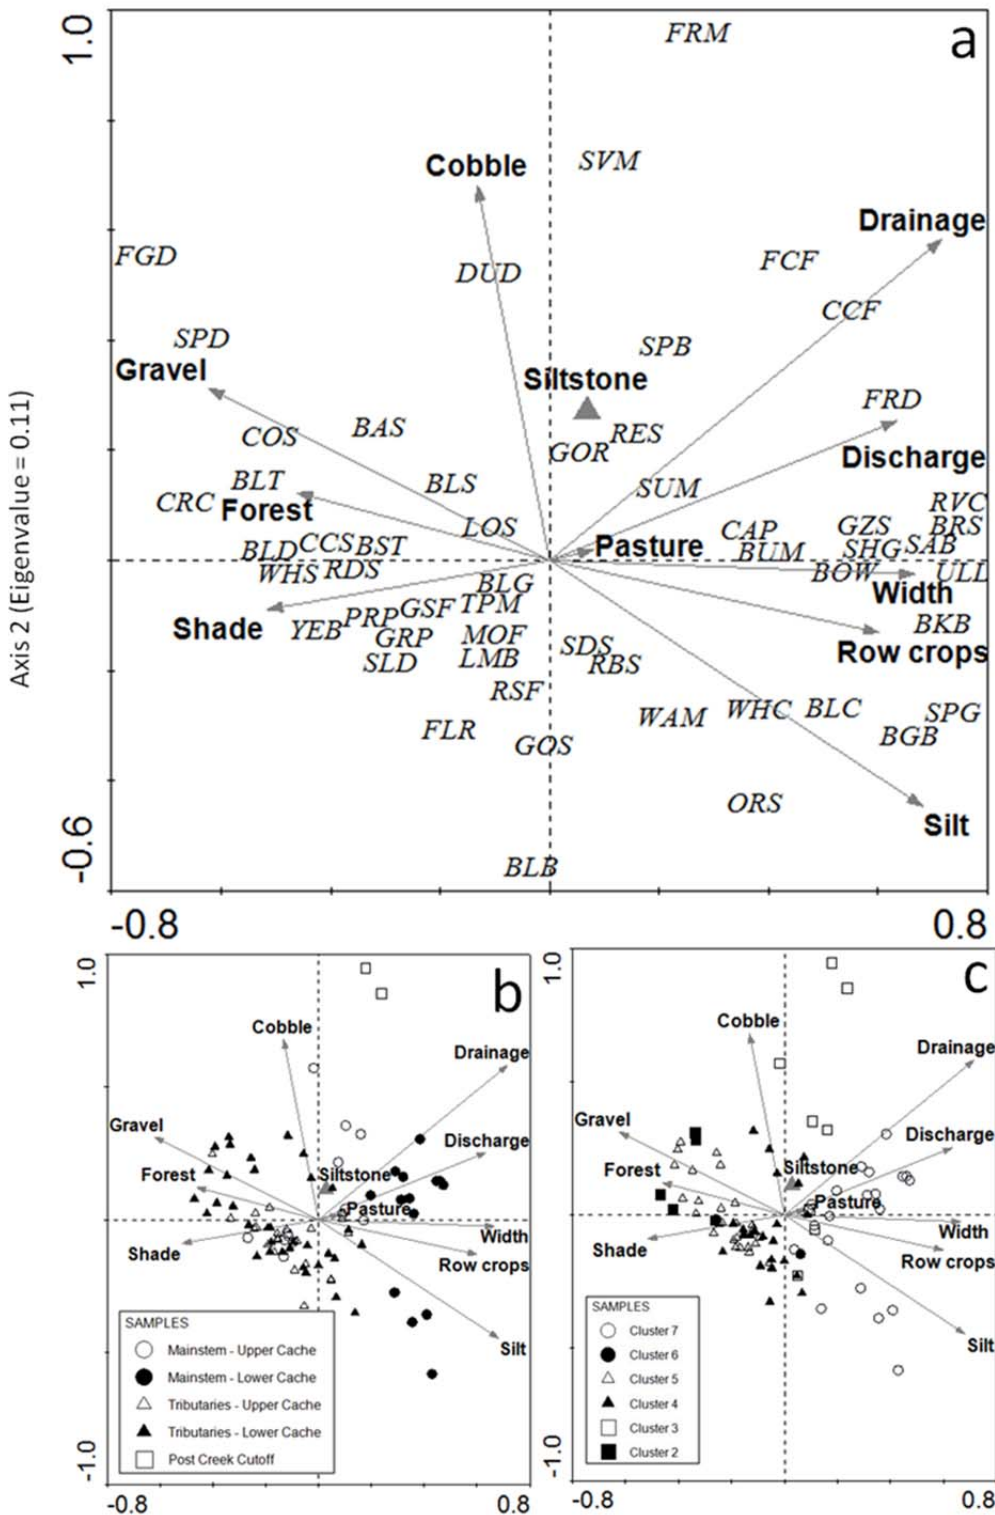 1.0
a
FRM
Cobble
SVM
Drainage
FGD
DUD
FCF
CCF
SPD
SPB
Gravel
Siltstone
FRD
COS
BAS
RES
GOR
Discharge
BLT
BLS
SUM
CRC
Forest
RVC
LOS
CAP
GZS
BRS
BLD
CCS
BST
Pasture
BUM
SHG
SAB
WHS
RDS
BLG
BOW
ULL
Width
PRP
GSF
TPM
Shade
YEB
GRP
MOF
SDS
BKB
Row crops
SLD
LMB
RBS
RSF
WAM
WHC
BLC
SPG
FLR
GOS
BGB
ORS
Silt
BLB
-0.6
-0.8
0.8
Axis 2 (Eigenvalue = 0.11)
1.0
b
Cobble
Drainage
Gravel
Discharge
Forest
Siltstone
Pasture
Shade
Width
Row crops
Silt
SAMPLES
Mainstem - Upper Cache
Mainstem - Lower Cache
Tributaries - Upper Cache
Tributaries - Lower Cache
Post Creek Cutoff
-1.0
-0.8
0.8
1.0
c
Cobble
Drainage
Gravel
Discharge
Forest
Siltstone
Pasture
Shade
Width
Row crops
Silt
SAMPLES
Cluster 7
Cluster 6
Cluster 5
Cluster 4
Cluster 3
Cluster 2
-1.0
-0.8
0.8